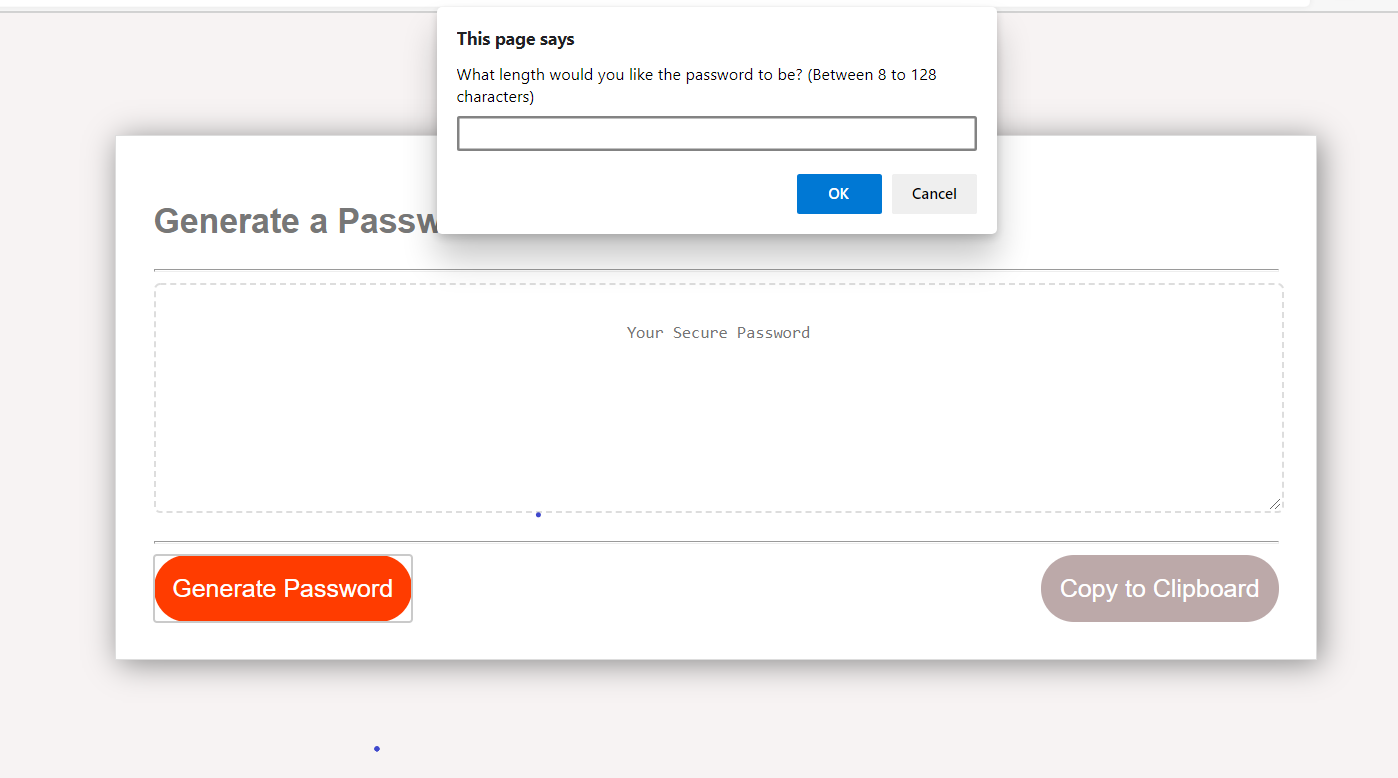 This page says
What length would you like the password to be? (Between 8 to 128
characters)
OK
Cancel
Generate a Passw
Your Secure Password
Generate Password
Copy to Clipboard